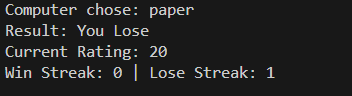 Computer chose: paper
Result: You Lose
Current Rating: 20
Win Streak: 0 | Lose Streak: 1